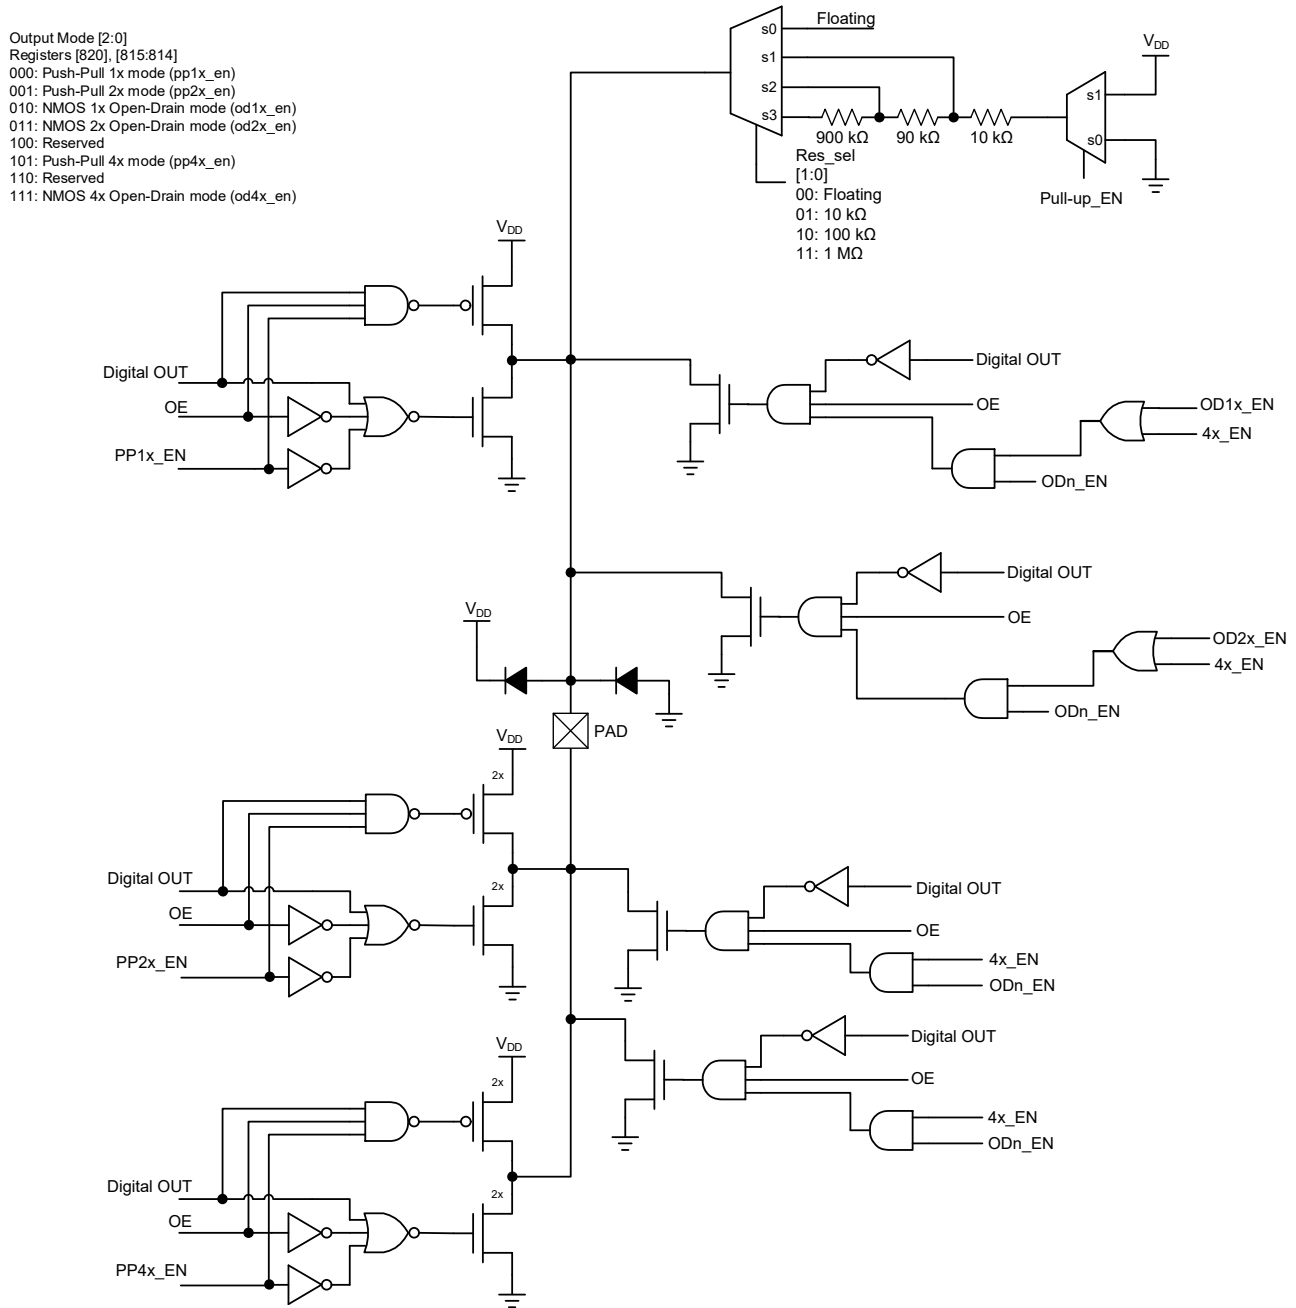 Output Mode [2:0]
Registers [820], [815:814]
000: Push-Pull 1x mode (pp1x_en)
001: Push-Pull 2x mode (pp2x_en)
010: NMOS 1x Open-Drain mode (od1x_en)
011: NMOS 2x Open-Drain mode (od2x_en)
100: Reserved
101: Push-Pull 4x mode (pp4x_en)
110: Reserved
111: NMOS 4x Open-Drain mode (od4x_en)
s0
Floating
s1
s2
s3
900 kΩ
90 kΩ
10 kΩ
VDD
s1
s0
Pull-up_EN
Res_sel
[1:0]
00: Floating
01: 10 kΩ
10: 100 kΩ
11: 1 MΩ
VDD
Digital OUT
OE
PP1x_EN
Digital OUT
OE
OD1x_EN
4x_EN
ODn_EN
Digital OUT
OE
OD2x_EN
4x_EN
ODn_EN
VDD
PAD
VDD
2x
Digital OUT
2x
OE
PP2x_EN
Digital OUT
OE
4x_EN
ODn_EN
VDD
2x
Digital OUT
2x
OE
PP4x_EN
Digital OUT
OE
4x_EN
ODn_EN